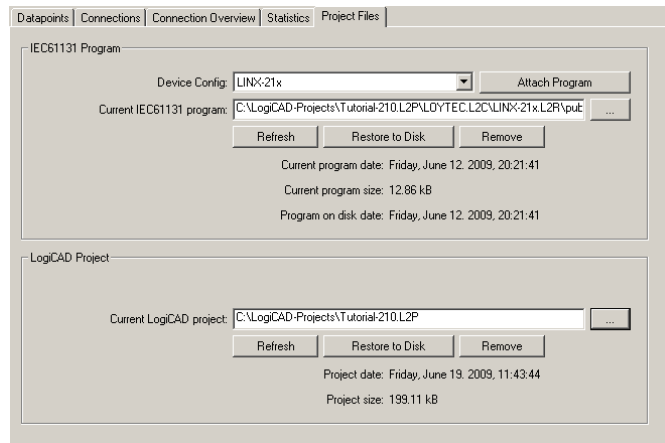 Datapoints Connections Connection Overview Statistics Project Files
IEC61131 Program
Device Config: LINX-21x Attach Program
Current IEC61131 program: C:\LogiCAD-Projects\Tutorial-210.L2P\LOYTEC.L2C\LINX-21x.L2R\put ...
Refresh Restore to Disk Remove
Current program date: Friday, June 12. 2009, 20:21:41
Current program size: 12.86 kB
Program on disk date: Friday, June 12. 2009, 20:21:41
LogiCAD Project
Current LogiCAD project: C:\LogiCAD-Projects\Tutorial-210.L2P ...
Refresh Restore to Disk Remove
Project date: Friday, June 19. 2009, 11:43:44
Project size: 199.11 kB